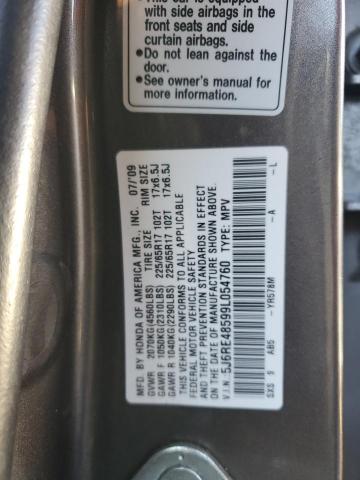 This car is equipped
with side airbags in the
front seats and side
curtain airbags.
•Do not lean against the
door.
•See owner's manual for
more information.
MFD. BY HONDA OF AMERICA MFG., INC. 07/'09
TIRE SIZE RIM SIZE
GVWR 2070KG(4560LBS)
GAWR F 1050KG(2310LBS) 225/65R17 102T 17x6.5J
GAWR R 1040KG(2290LBS) 225/65R17 102T 17x6.5J
THIS VEHICLE CONFORMS TO ALL APPLICABLE
FEDERAL MOTOR VEHICLE SAFETY AND
THEFT PREVENTION STANDARDS IN EFFECT
ON THE DATE OF MANUFACTURE SHOWN ABOVE.
V.I.N: 5J6RE48599L054760 TYPE: MPV
SXS 9 AB5 -YR578M -A -L